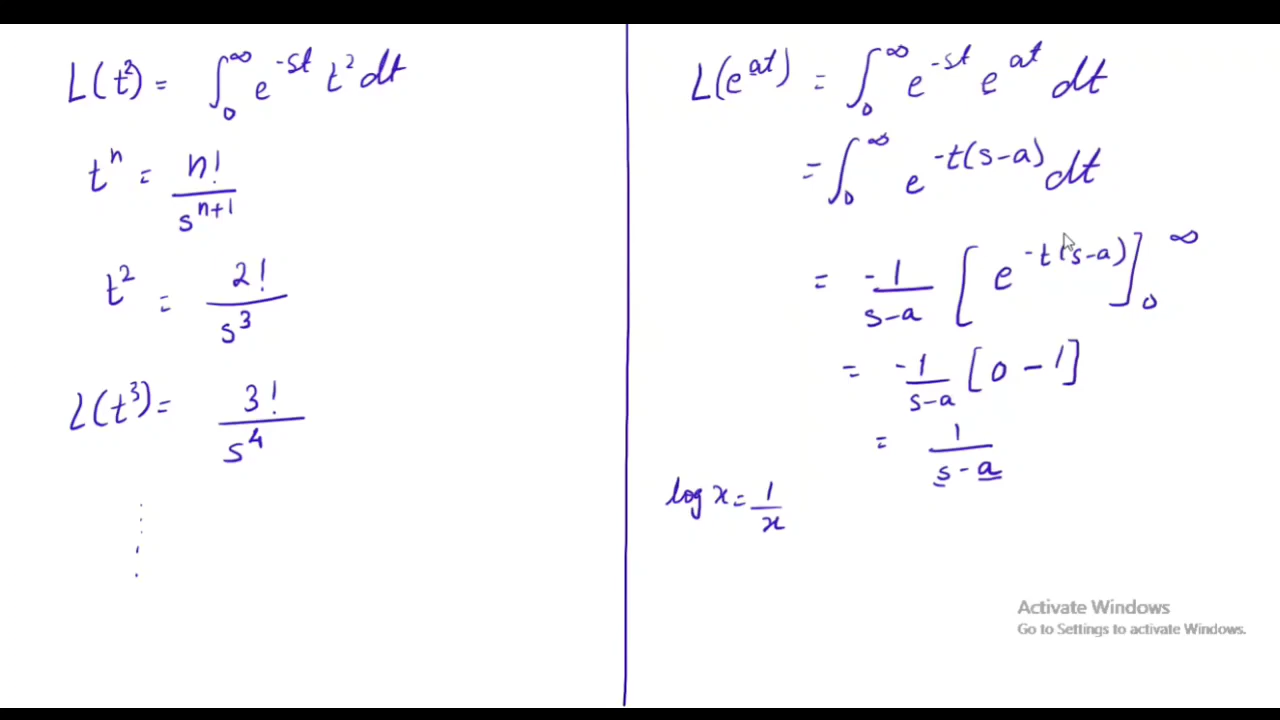 L(t²) = ∫₀^∞ e^{-st} t² dt
tⁿ = n! / s^{n+1}
t² = 2! / s³
L(t³) = 3! / s⁴
L(e^{at}) = ∫₀^∞ e^{-st} e^{at} dt
= ∫₀^∞ e^{-t(s-a)} dt
= -1/(s-a) [e^{-t(s-a)}]₀^∞
= -1/(s-a) [0 - 1]
= 1/(s-a)
log x = 1/x
Activate Windows
Go to Settings to activate Windows.